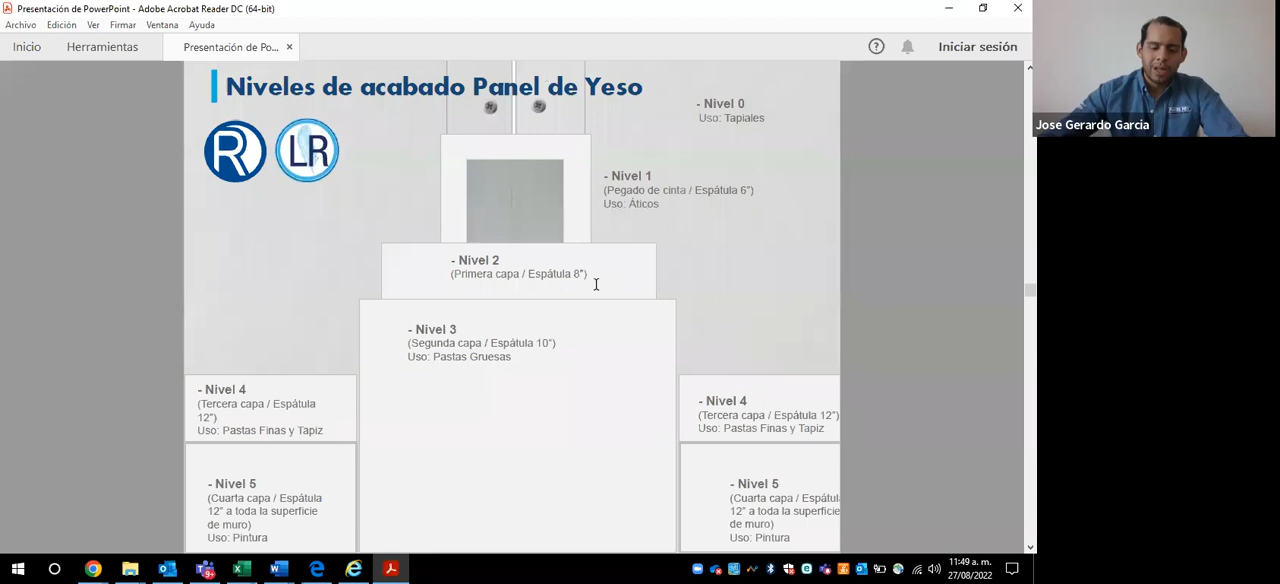 Presentación de PowerPoint - Adobe Acrobat Reader DC (64-bit)
Archivo Edición Ver Firmar Ventana Ayuda
Inicio Herramientas Presentación de Po... × ? Iniciar sesión
Jose Gerardo Garcia
Niveles de acabado Panel de Yeso
R LR
- Nivel 0
Uso: Tapiales
- Nivel 1
(Pegado de cinta / Espátula 6")
Uso: Áticos
- Nivel 2
(Primera capa / Espátula 8")
- Nivel 3
(Segunda capa / Espátula 10")
Uso: Pastas Gruesas
- Nivel 4
(Tercera capa / Espátula
12")
Uso: Pastas Finas y Tapiz
- Nivel 4
(Tercera capa / Espátula 12")
Uso: Pastas Finas y Tapiz
- Nivel 5
(Cuarta capa / Espátula
12" a toda la superficie
de muro)
Uso: Pintura
- Nivel 5
(Cuarta capa / Espátul
12" a toda la superficie
de muro)
Uso: Pintura
11:49 a. m.
27/08/2022